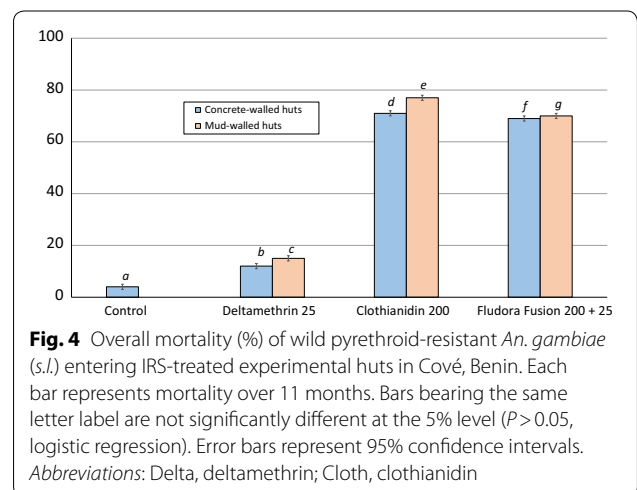 100
80
60
40
20
0
Concrete-walled huts
Mud-walled huts
a
b
c
d
e
f
g
Control
Deltamethrin 25
Clothianidin 200
Fludora Fusion 200 + 25
Fig. 4 Overall mortality (%) of wild pyrethroid-resistant An. gambiae
(s.l.) entering IRS-treated experimental huts in Cové, Benin. Each
bar represents mortality over 11 months. Bars bearing the same
letter label are not significantly different at the 5% level (P > 0.05,
logistic regression). Error bars represent 95% confidence intervals.
Abbreviations: Delta, deltamethrin; Cloth, clothianidin